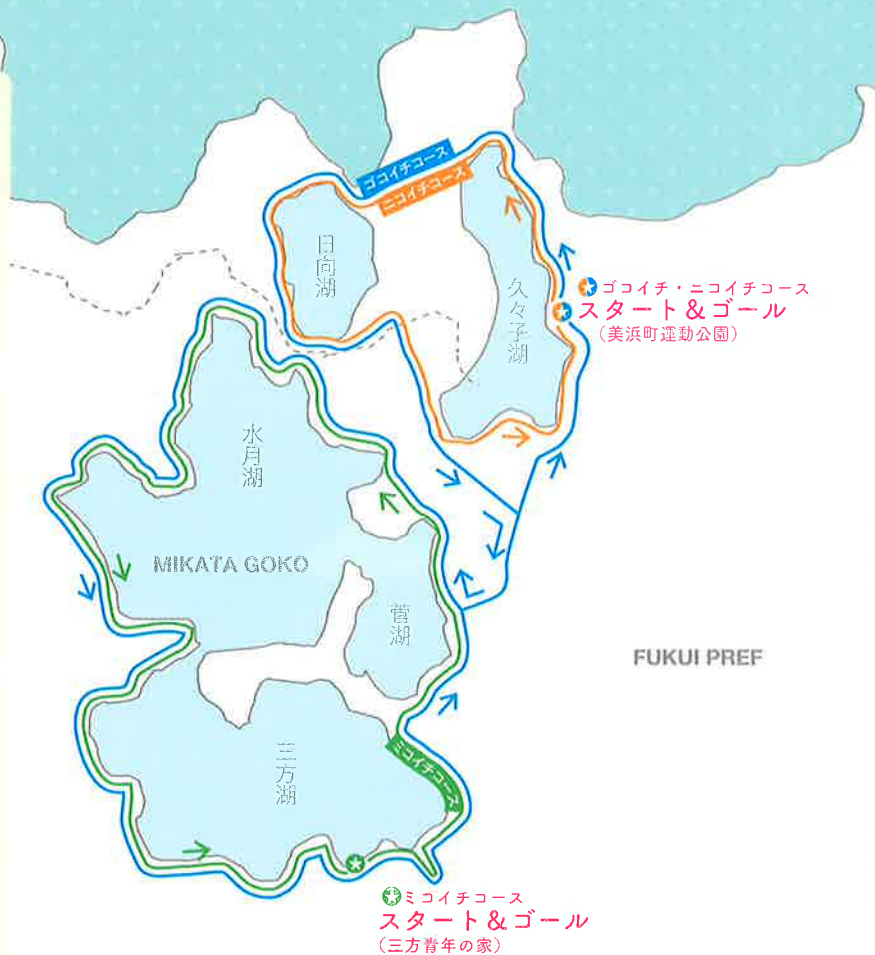 ゴコイチコース
ニコイチコース
日向湖
久々子湖
ゴコイチ・ニコイチコース
スタート&ゴール
(美浜町運動公園)
水月湖
MIKATA GOKO
菅湖
FUKUI PREF
三方湖
ミコイチコース
ミコイチコース
スタート&ゴール
(三方青年の家)